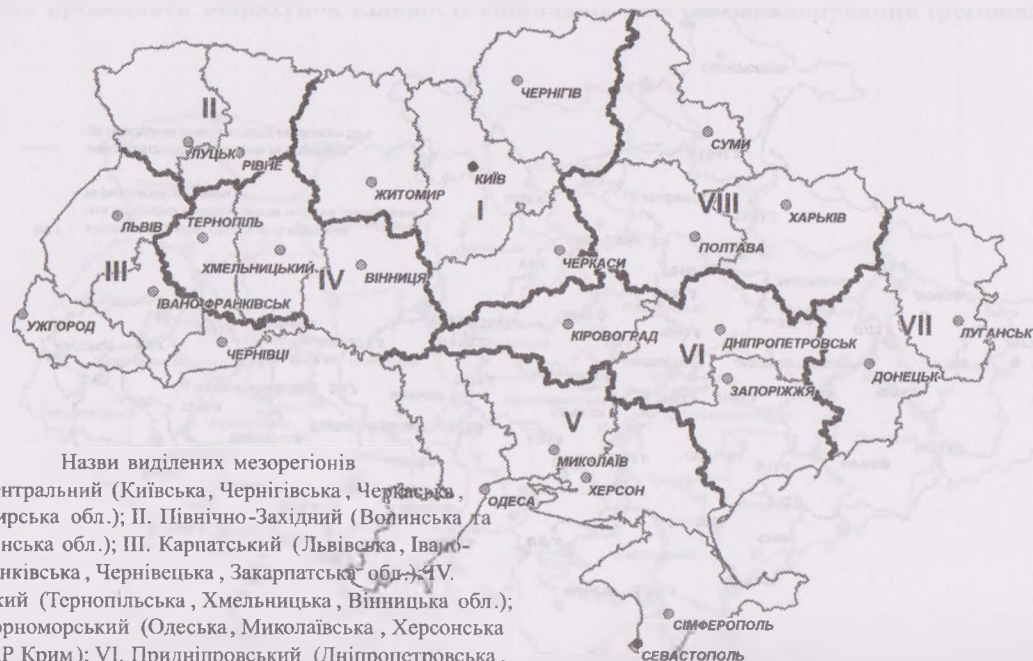 ЧЕРНІГІВ
СУМИ
II
ЛУЦЬК
РІВНЕ
КИЇВ
ЖИТОМИР
I
VIII
ХАРЬКІВ
ЛЬВІВ
ТЕРНОПІЛЬ
ПОЛТАВА
ХМЕЛЬНИЦЬКИЙ
ЧЕРКАСИ
III
IV
ВІННИЦЯ
ІВАНО-ФРАНКІВСЬК
УЖГОРОД
КІРОВОГРАД
VII
ЛУГАНСЬК
ЧЕРНІВЦІ
VI
ДНІПРОПЕТРОВСЬК
ДОНЕЦЬК
ЗАПОРІЖЖЯ
V
МИКОЛАЇВ
ХЕРСОН
ОДЕСА
СІМФЕРОПОЛЬ
СЕВАСТОПОЛЬ
Назви виділених мезорегіонів
ентральний (Київська, Чернігівська, Черкаська,
ирська обл.); II. Північно-Західний (Волинська та
нська обл.); III. Карпатський (Львівська, Івано-
нківська, Чернівецька, Закарпатська обл.); IV.
кий (Тернопільська, Хмельницька, Вінницька обл.);
орноморський (Одеська, Миколаївська, Херсонська
АР Крим); VI. Придніпровський (Дніпропетровська,